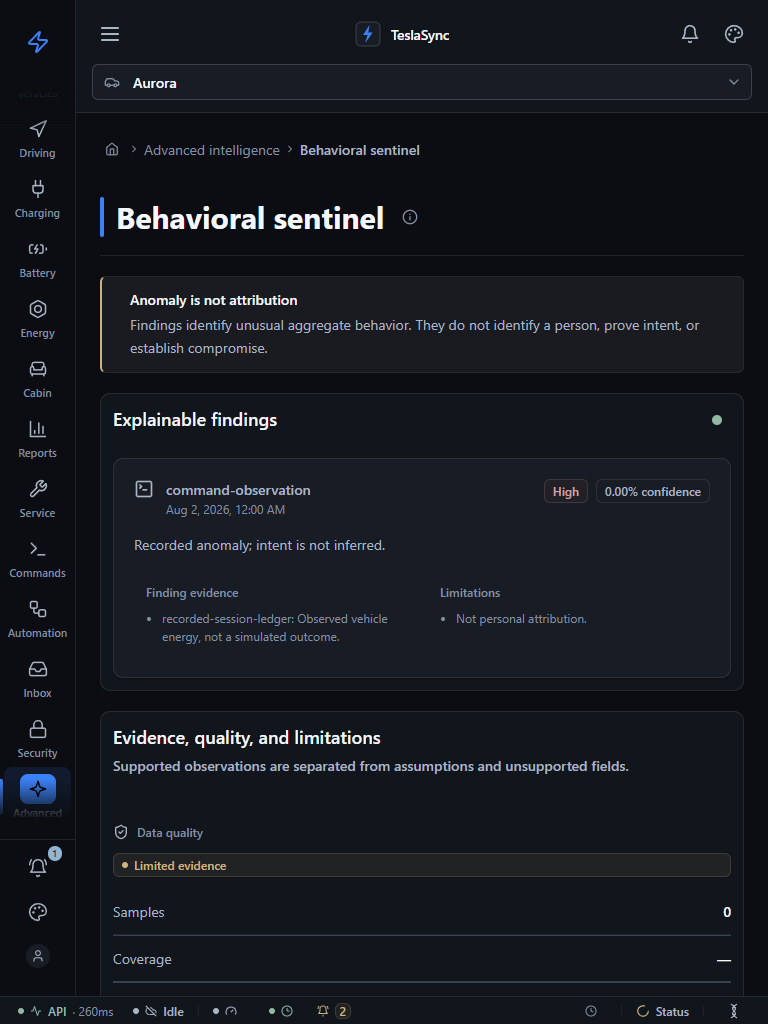 TeslaSync
Aurora
Driving
Charging
Battery
Energy
Cabin
Reports
Service
Commands
Automation
Inbox
Security
Advanced
1
Advanced intelligence
Behavioral sentinel
Behavioral sentinel
Anomaly is not attribution
Findings identify unusual aggregate behavior. They do not identify a person, prove intent, or
establish compromise.
Explainable findings
command-observation
High
0.00% confidence
Aug 2, 2026, 12:00 AM
Recorded anomaly; intent is not inferred.
Finding evidence
• recorded-session-ledger: Observed vehicle
energy, not a simulated outcome.
Limitations
• Not personal attribution.
Evidence, quality, and limitations
Supported observations are separated from assumptions and unsupported fields.
Data quality
Limited evidence
Samples 0
Coverage —
API · 260ms
Idle
2
Status